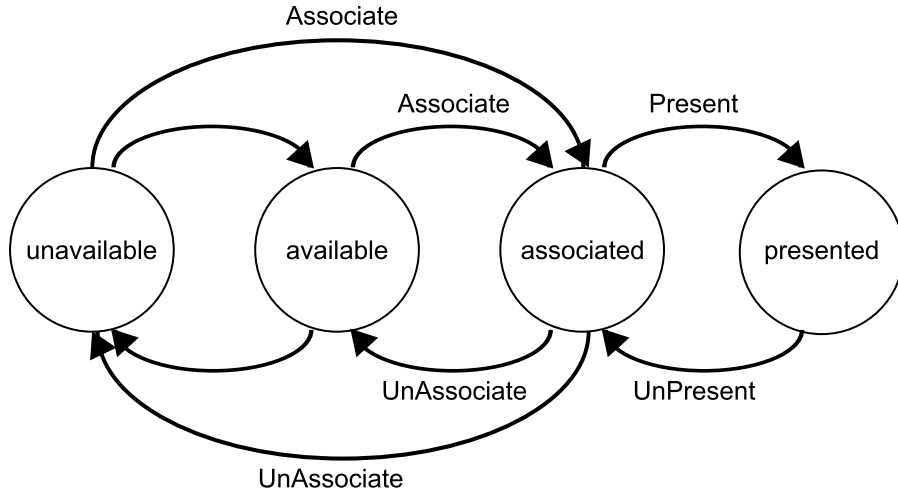 Associate
Associate
Present
unavailable
available
associated
presented
UnAssociate
UnPresent
UnAssociate